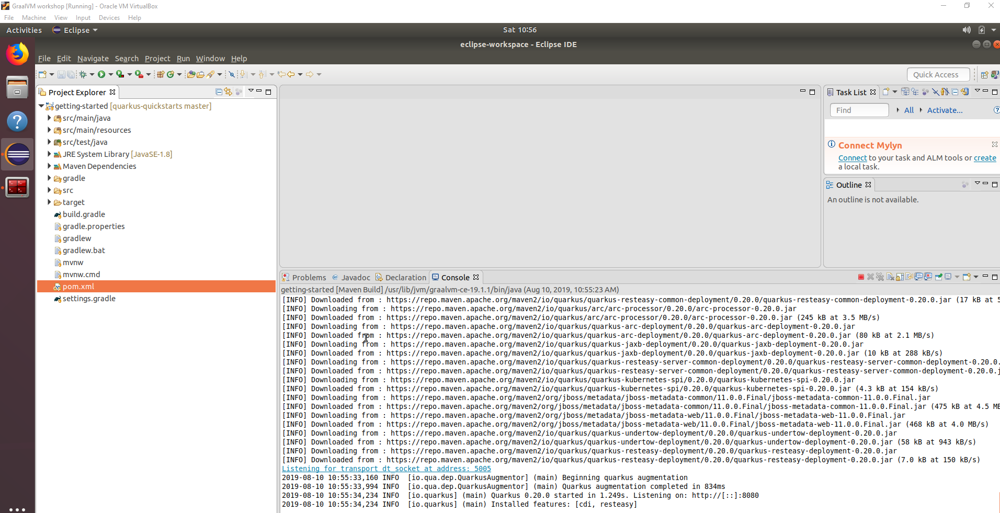 GraalVM workshop [Running] - Oracle VM VirtualBox
File Machine View Input Devices Help
Activities Eclipse Sat 10:56
eclipse-workspace - Eclipse IDE
File Edit Navigate Search Project Run Window Help
Quick Access
Project Explorer
getting-started [quarkus-quickstarts master]
src/main/java
src/main/resources
src/test/java
JRE System Library [JavaSE-1.8]
Maven Dependencies
gradle
src
target
build.gradle
gradle.properties
gradlew
gradlew.bat
mvnw
mvnw.cmd
pom.xml
settings.gradle
Task List
Find All Activate...
Connect Mylyn
Connect to your task and ALM tools or create
a local task.
Outline
An outline is not available.
Problems @ Javadoc Declaration Console
getting-started [Maven Build] /usr/lib/jvm/graalvm-ce-19.1.1/bin/java (Aug 10, 2019, 10:55:23 AM)
[INFO] Downloaded from : https://repo.maven.apache.org/maven2/io/quarkus/quarkus-resteasy-common-deployment/0.20.0/quarkus-resteasy-common-deployment-0.20.0.jar (17 kB at 5
[INFO] Downloading from : https://repo.maven.apache.org/maven2/io/quarkus/arc/arc-processor/0.20.0/arc-processor-0.20.0.jar
[INFO] Downloaded from : https://repo.maven.apache.org/maven2/io/quarkus/arc/arc-processor/0.20.0/arc-processor-0.20.0.jar (245 kB at 3.5 MB/s)
[INFO] Downloading from : https://repo.maven.apache.org/maven2/io/quarkus/quarkus-arc-deployment/0.20.0/quarkus-arc-deployment-0.20.0.jar
[INFO] Downloaded from : https://repo.maven.apache.org/maven2/io/quarkus/quarkus-arc-deployment/0.20.0/quarkus-arc-deployment-0.20.0.jar (80 kB at 2.1 MB/s)
[INFO] Downloading from : https://repo.maven.apache.org/maven2/io/quarkus/quarkus-jaxb-deployment/0.20.0/quarkus-jaxb-deployment-0.20.0.jar
[INFO] Downloaded from : https://repo.maven.apache.org/maven2/io/quarkus/quarkus-jaxb-deployment/0.20.0/quarkus-jaxb-deployment-0.20.0.jar (10 kB at 288 kB/s)
[INFO] Downloading from : https://repo.maven.apache.org/maven2/io/quarkus/quarkus-resteasy-server-common-deployment/0.20.0/quarkus-resteasy-server-common-deployment-0.20.0.
[INFO] Downloaded from : https://repo.maven.apache.org/maven2/io/quarkus/quarkus-resteasy-server-common-deployment/0.20.0/quarkus-resteasy-server-common-deployment-0.20.0.j
[INFO] Downloading from : https://repo.maven.apache.org/maven2/io/quarkus/quarkus-kubernetes-spi/0.20.0/quarkus-kubernetes-spi-0.20.0.jar
[INFO] Downloaded from : https://repo.maven.apache.org/maven2/io/quarkus/quarkus-kubernetes-spi/0.20.0/quarkus-kubernetes-spi-0.20.0.jar (4.3 kB at 154 kB/s)
[INFO] Downloading from : https://repo.maven.apache.org/maven2/org/jboss/metadata/jboss-metadata-common/11.0.0.Final/jboss-metadata-common-11.0.0.Final.jar
[INFO] Downloaded from : https://repo.maven.apache.org/maven2/org/jboss/metadata/jboss-metadata-common/11.0.0.Final/jboss-metadata-common-11.0.0.Final.jar (475 kB at 4.5 MB
[INFO] Downloading from : https://repo.maven.apache.org/maven2/org/jboss/metadata/jboss-metadata-web/11.0.0.Final/jboss-metadata-web-11.0.0.Final.jar
[INFO] Downloaded from : https://repo.maven.apache.org/maven2/org/jboss/metadata/jboss-metadata-web/11.0.0.Final/jboss-metadata-web-11.0.0.Final.jar (468 kB at 4.0 MB/s)
[INFO] Downloading from : https://repo.maven.apache.org/maven2/io/quarkus/quarkus-undertow-deployment/0.20.0/quarkus-undertow-deployment-0.20.0.jar
[INFO] Downloaded from : https://repo.maven.apache.org/maven2/io/quarkus/quarkus-undertow-deployment/0.20.0/quarkus-undertow-deployment-0.20.0.jar (58 kB at 943 kB/s)
[INFO] Downloading from : https://repo.maven.apache.org/maven2/io/quarkus/quarkus-resteasy-deployment/0.20.0/quarkus-resteasy-deployment-0.20.0.jar
[INFO] Downloaded from : https://repo.maven.apache.org/maven2/io/quarkus/quarkus-resteasy-deployment/0.20.0/quarkus-resteasy-deployment-0.20.0.jar (7.0 kB at 150 kB/s)
Listening for transport dt_socket at address: 5005
2019-08-10 10:55:33,160 INFO [io.qua.dep.QuarkusAugmentor] (main) Beginning quarkus augmentation
2019-08-10 10:55:33,994 INFO [io.qua.dep.QuarkusAugmentor] (main) Quarkus augmentation completed in 834ms
2019-08-10 10:55:34,234 INFO [io.quarkus] (main) Quarkus 0.20.0 started in 1.249s. Listening on: http://[::]:8080
2019-08-10 10:55:34,234 INFO [io.quarkus] (main) Installed features: [cdi, resteasy]